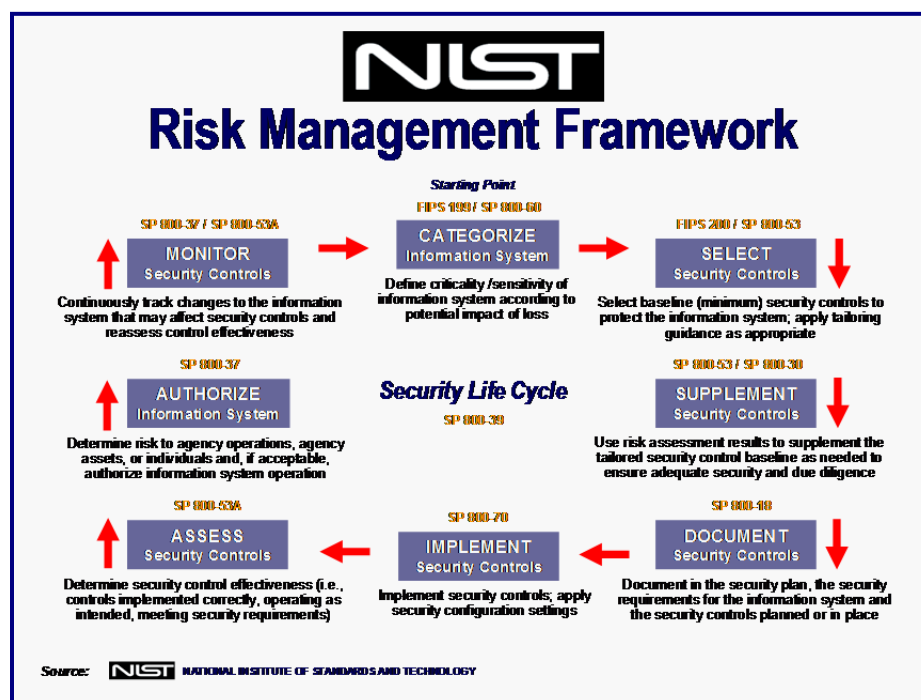 NIST
Risk Management Framework
Starting Point
SP 800-37 / SP 800-53A
MONITOR
Security Controls
Continuously track changes to the information
system that may affect security controls and
reassess control effectiveness
FIPS 199 / SP 800-60
CATEGORIZE
Information System
Define criticality /sensitivity of
information system according to
potential impact of loss
FIPS 200 / SP 800-53
SELECT
Security Controls
Select baseline (minimum) security controls to
protect the information system; apply tailoring
guidance as appropriate
SP 800-37
AUTHORIZE
Information System
Determine risk to agency operations, agency
assets, or individuals and, if acceptable,
authorize information system operation
Security Life Cycle
SP 800-39
SP 800-53 / SP 800-30
SUPPLEMENT
Security Controls
Use risk assessment results to supplement the
tailored security control baseline as needed to
ensure adequate security and due diligence
SP 800-53A
ASSESS
Security Controls
Determine security control effectiveness (i.e.,
controls implemented correctly, operating as
intended, meeting security requirements)
SP 800-70
IMPLEMENT
Security Controls
Implement security controls; apply
security configuration settings
SP 800-18
DOCUMENT
Security Controls
Document in the security plan, the security
requirements for the information system and
the security controls planned or in place
Source: NIST NATIONAL INSTITUTE OF STANDARDS AND TECHNOLOGY